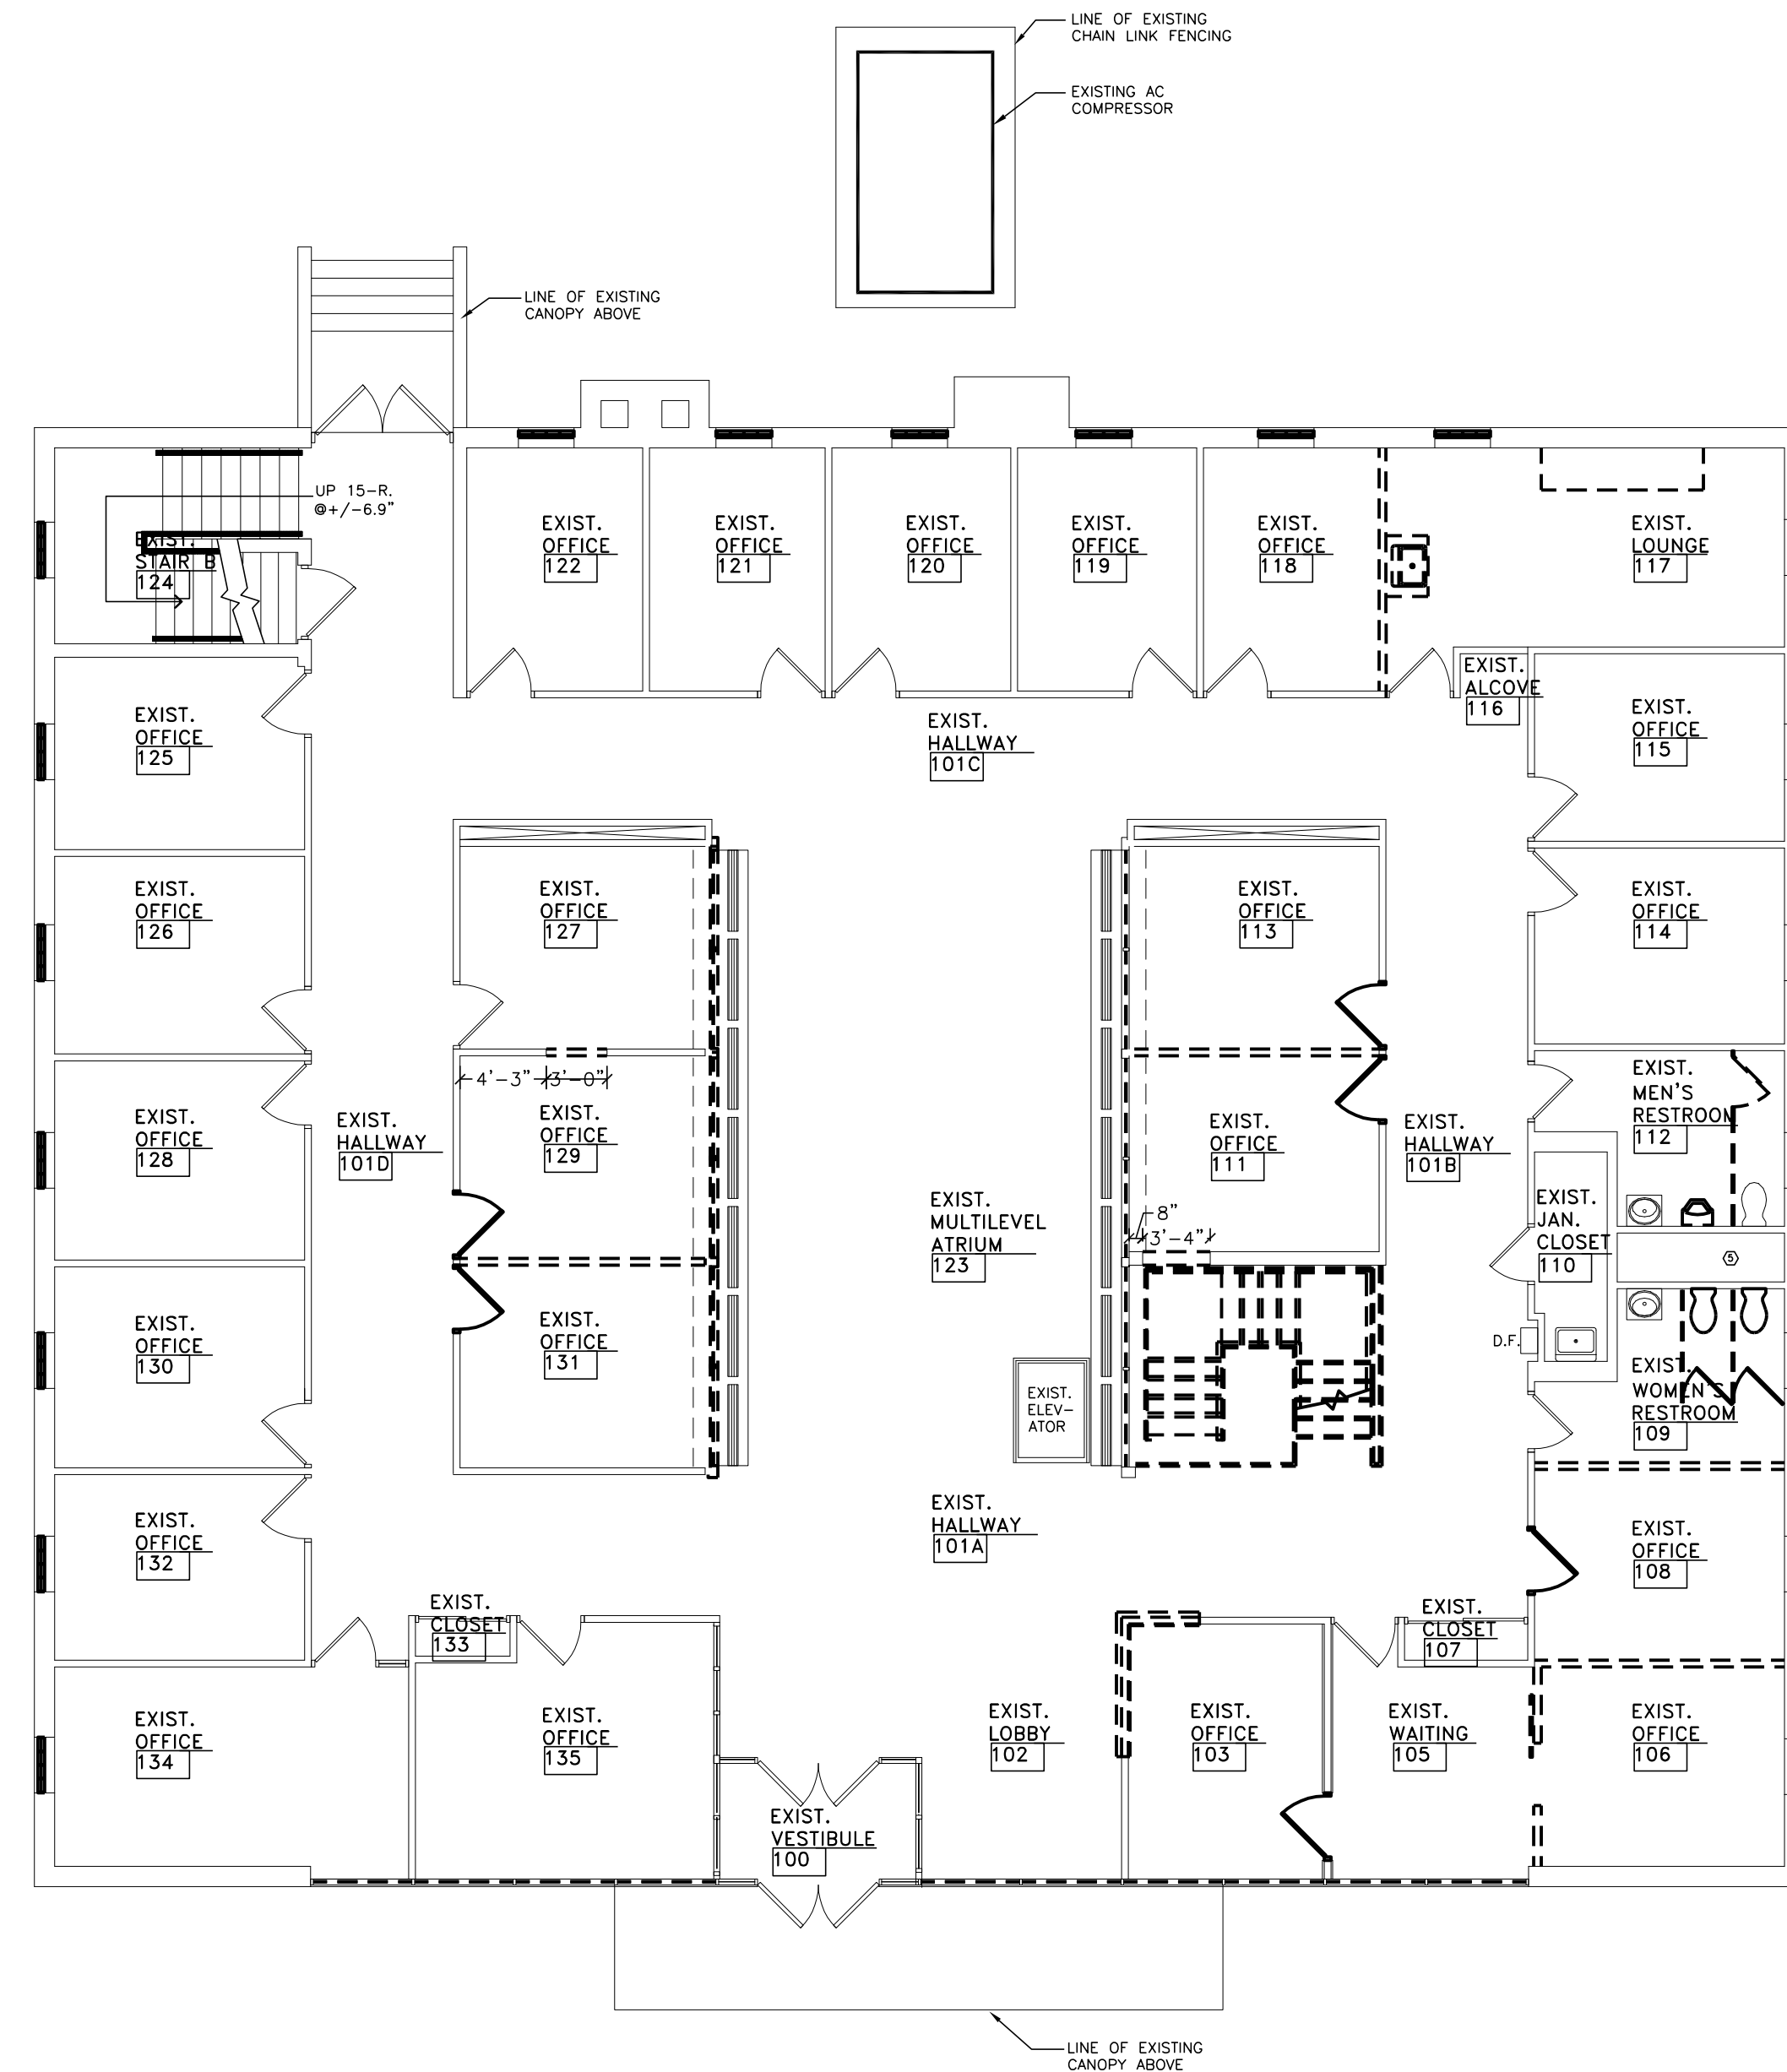 LINE OF EXISTING
CHAIN LINK FENCING
EXISTING AC
COMPRESSOR
LINE OF EXISTING
CANOPY ABOVE
UP 15-R.
@+/-6.9"
EXIST.
STAIR B
124
EXIST.
OFFICE
122
EXIST.
OFFICE
121
EXIST.
OFFICE
120
EXIST.
OFFICE
119
EXIST.
OFFICE
118
EXIST.
LOUNGE
117
EXIST.
ALCOVE
116
EXIST.
OFFICE
125
EXIST.
HALLWAY
101C
EXIST.
OFFICE
115
EXIST.
OFFICE
126
EXIST.
OFFICE
127
EXIST.
OFFICE
113
EXIST.
OFFICE
114
4'-3"
3'-0"
EXIST.
OFFICE
128
EXIST.
HALLWAY
101D
EXIST.
OFFICE
129
EXIST.
OFFICE
111
EXIST.
HALLWAY
101B
EXIST.
MEN'S
RESTROOM
112
EXIST.
MULTILEVEL
ATRIUM
123
8"
3'-4"
EXIST.
JAN.
CLOSET
110
5
EXIST.
OFFICE
130
EXIST.
OFFICE
131
EXIST.
ELEV-
ATOR
D.F.
EXIST.
WOMEN'S
RESTROOM
109
EXIST.
OFFICE
132
EXIST.
HALLWAY
101A
EXIST.
OFFICE
108
EXIST.
CLOSET
133
EXIST.
CLOSET
107
EXIST.
OFFICE
134
EXIST.
OFFICE
135
EXIST.
LOBBY
102
EXIST.
OFFICE
103
EXIST.
WAITING
105
EXIST.
OFFICE
106
EXIST.
VESTIBULE
100
LINE OF EXISTING
CANOPY ABOVE